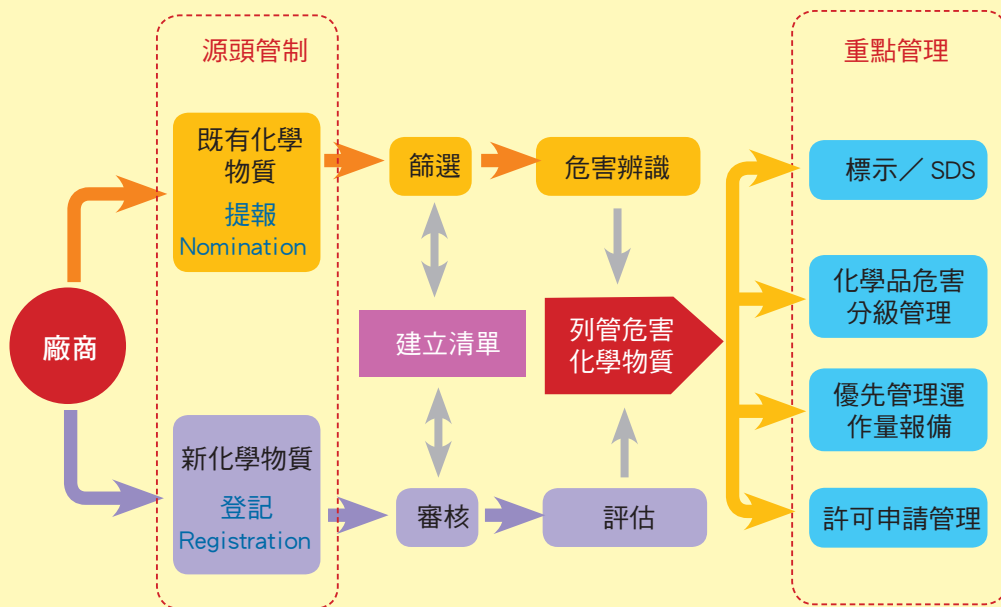 源頭管制
重點管理
廠商
既有化學
物質
提報
Nomination
篩選
危害辨識
建立清單
列管危害
化學物質
新化學物質
登記
Registration
審核
評估
標示／SDS
化學品危害
分級管理
優先管理運
作量報備
許可申請管理